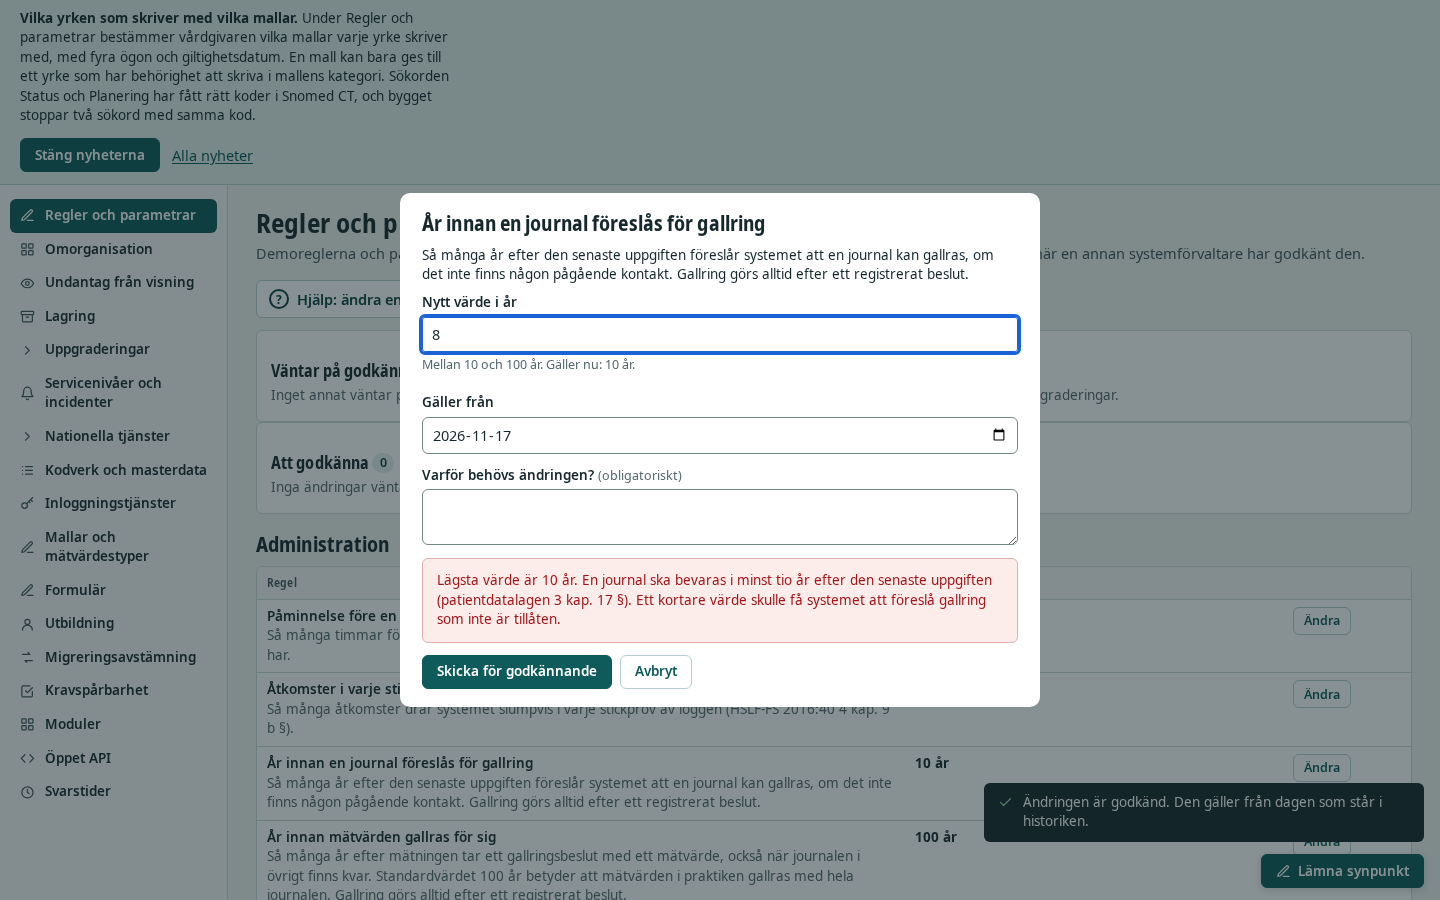 Vilka yrken som skriver med vilka mallar. Under Regler och
parametrar bestämmer vårdgivaren vilka mallar varje yrke skriver
med, med fyra ögon och giltighetsdatum. En mall kan bara ges till
ett yrke som har behörighet att skriva i mallens kategori. Sökorden
Status och Planering har fått rätt koder i Snomed CT, och bygget
stoppar två sökord med samma kod.
Stäng nyheterna
Alla nyheter
Regler och parametrar
Omorganisation
Undantag från visning
Lagring
Uppgraderingar
Servicenivåer och
incidenter
Nationella tjänster
Kodverk och masterdata
Inloggningstjänster
Mallar och
mätvärdestyper
Formulär
Utbildning
Migreringsavstämning
Kravspårbarhet
Moduler
Öppet API
Svarstider
Regler och p
Demoreglerna och pa
när en annan systemförvaltare har godkänt den.
Hjälp: ändra en
Väntar på godkänn
Inget annat väntar p
graderingar.
Att godkänna 0
Inga ändringar vänta
Administration
Regel
Påminnelse före en
Så många timmar fö
har.
Ändra
Åtkomster i varje sti
Så många åtkomster drar systemet slumpvis i varje stickprov av loggen (HSLF-FS 2016:40 4 kap. 9
b §).
Ändra
År innan en journal föreslås för gallring
Så många år efter den senaste uppgiften föreslår systemet att en journal kan gallras, om det inte
finns någon pågående kontakt. Gallring görs alltid efter ett registrerat beslut.
10 år
Ändra
År innan mätvärden gallras för sig
Så många år efter mätningen tar ett gallringsbeslut med ett mätvärde, också när journalen i
övrigt finns kvar. Standardvärdet 100 år betyder att mätvärden i praktiken gallras med hela
journalen. Gallring görs alltid efter ett registrerat beslut.
100 år
Ändra
År innan en journal föreslås för gallring
Så många år efter den senaste uppgiften föreslår systemet att en journal kan gallras, om
det inte finns någon pågående kontakt. Gallring görs alltid efter ett registrerat beslut.
Nytt värde i år
8
Mellan 10 och 100 år. Gäller nu: 10 år.
Gäller från
2026-11-17
Varför behövs ändringen? (obligatoriskt)
Lägsta värde är 10 år. En journal ska bevaras i minst tio år efter den senaste uppgiften
(patientdatalagen 3 kap. 17 §). Ett kortare värde skulle få systemet att föreslå gallring
som inte är tillåten.
Skicka för godkännande
Avbryt
Ändringen är godkänd. Den gäller från dagen som står i
historiken.
Lämna synpunkt